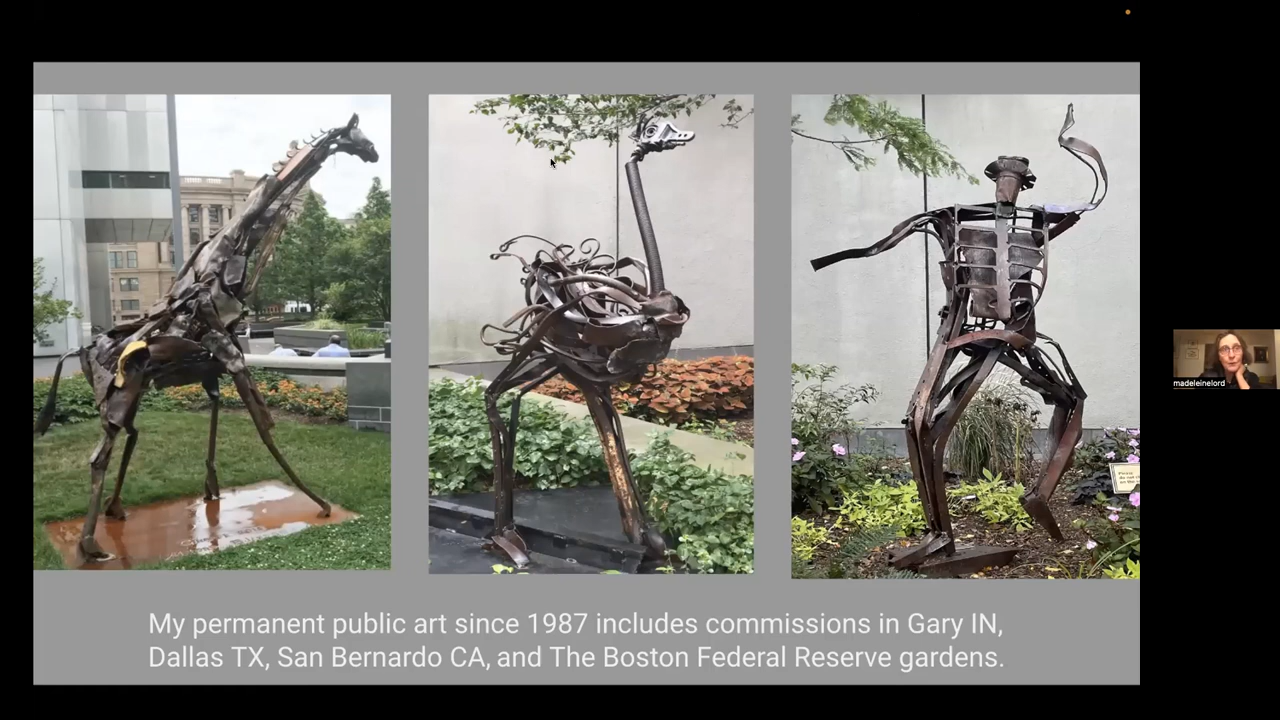 My permanent public art since 1987 includes commissions in Gary IN,
Dallas TX, San Bernardo CA, and The Boston Federal Reserve gardens.
madeleinelord